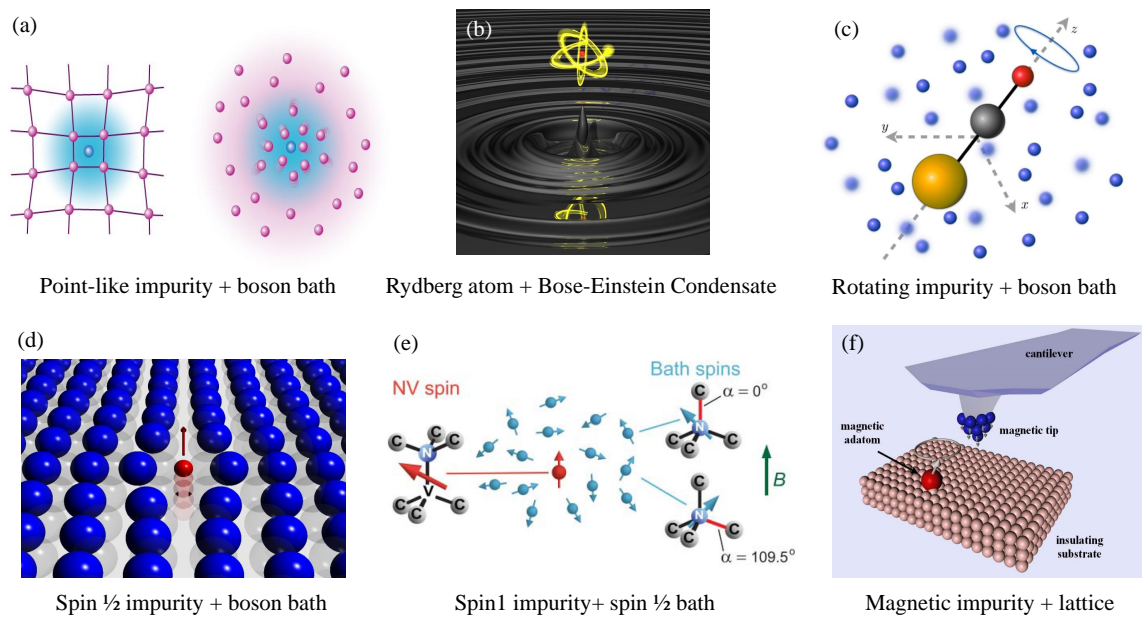 (a)
(b)
(c)
z
y
x
Point-like impurity + boson bath
Rydberg atom + Bose-Einstein Condensate
Rotating impurity + boson bath
(d)
(e)
(f)
NV spin
Bath spins
C
C
N
C
V
C
C
C
C
α = 0°
N
C
C
C
C
N
C
C
C
α = 109.5°
B
cantilever
magnetic tip
magnetic
adatom
insulating
substrate
Spin ½ impurity + boson bath
Spin1 impurity+ spin ½ bath
Magnetic impurity + lattice